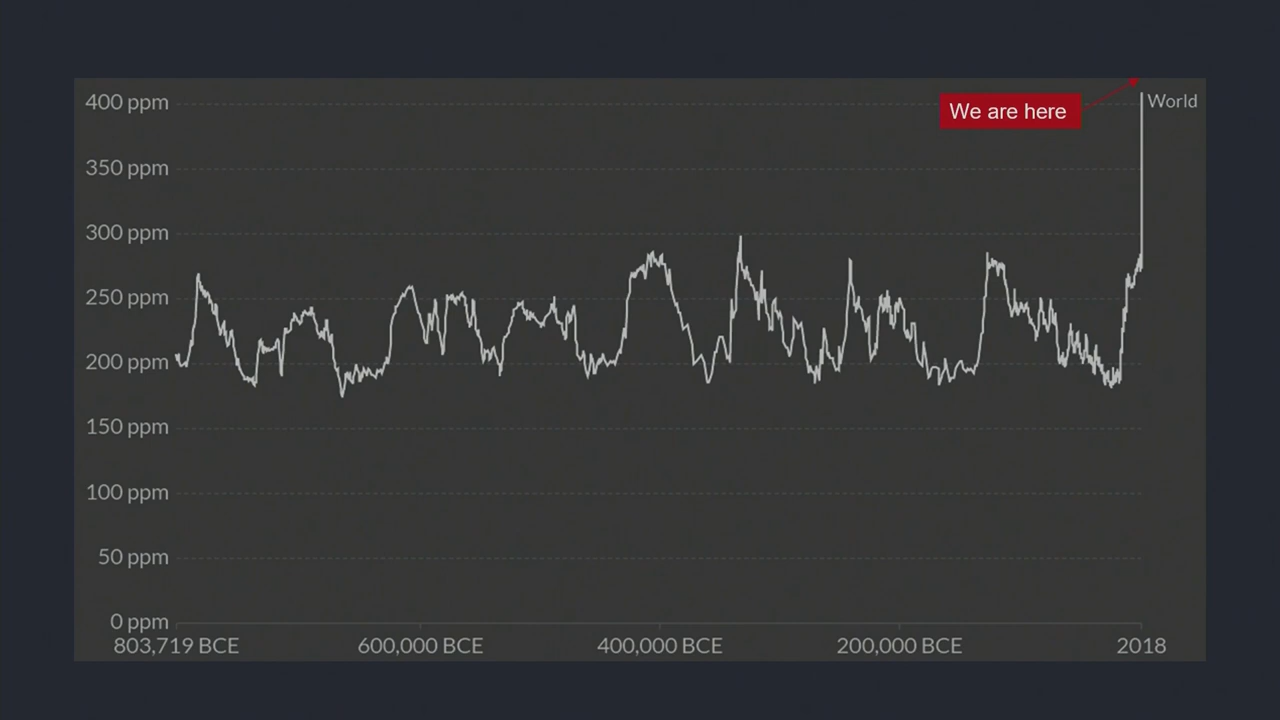 400 ppm
We are here
World
350 ppm
300 ppm
250 ppm
200 ppm
150 ppm
100 ppm
50 ppm
0 ppm
803,719 BCE
600,000 BCE
400,000 BCE
200,000 BCE
2018